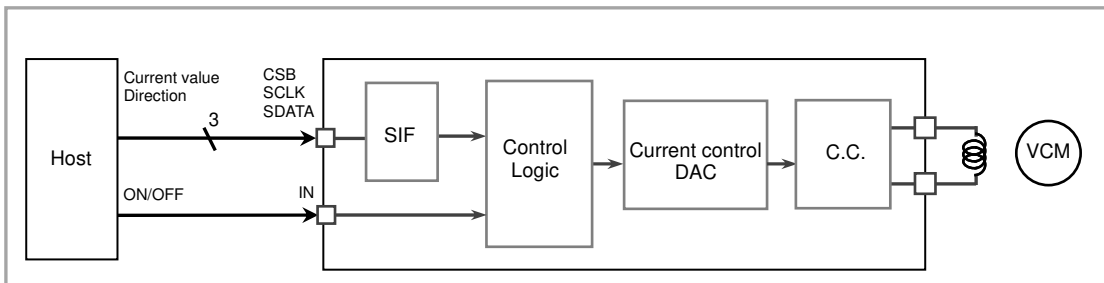 Host
Current value
Direction
3
CSB
SCLK
SDATA
ON/OFF
IN
SIF
Control
Logic
Current control
DAC
C.C.
VCM